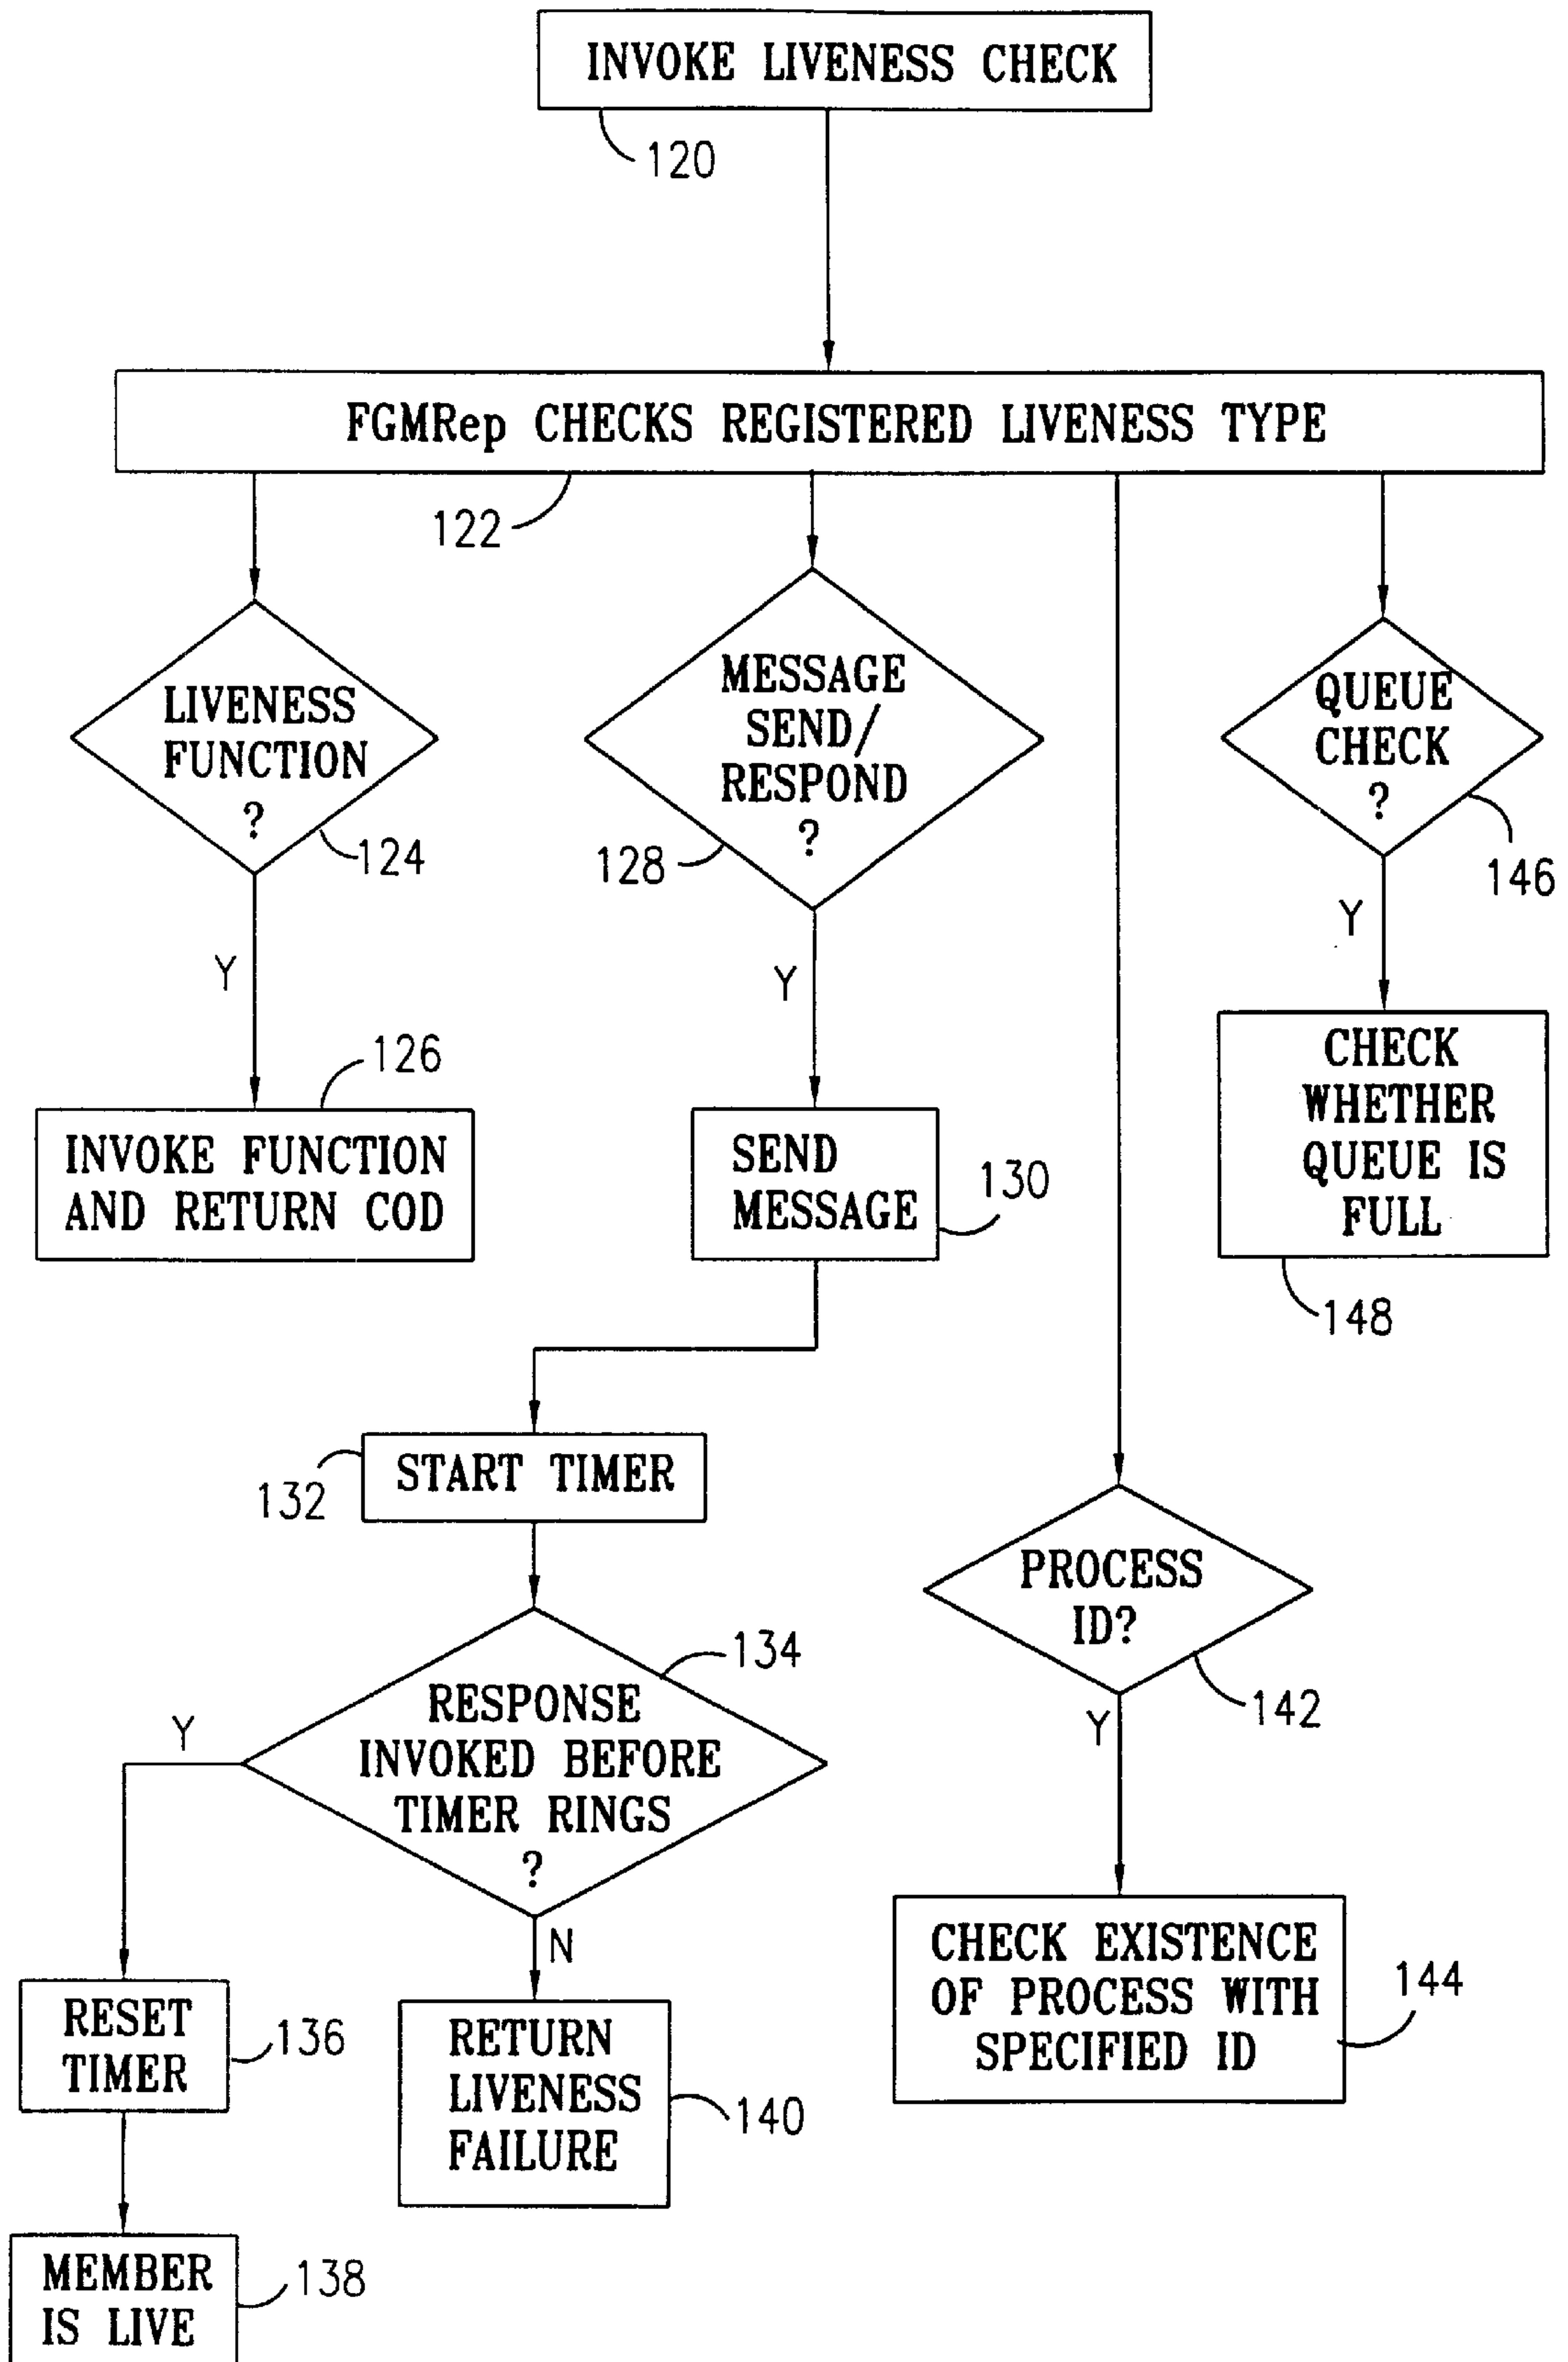 INVOKE LIVENESS CHECK
120
FGMRep CHECKS REGISTERED LIVENESS TYPE
122
LIVENESS
FUNCTION
?
124
Y
126
INVOKE FUNCTION
AND RETURN COD
MESSAGE
SEND/
RESPOND
?
128
Y
SEND
MESSAGE
130
QUEUE
CHECK
?
146
Y
CHECK
WHETHER
QUEUE IS
FULL
148
START TIMER
132
RESPONSE
INVOKED BEFORE
TIMER RINGS
?
134
Y
N
RESET
TIMER
136
MEMBER
IS LIVE
138
RETURN
LIVENESS
FAILURE
140
PROCESS
ID?
142
Y
CHECK EXISTENCE
OF PROCESS WITH
SPECIFIED ID
144